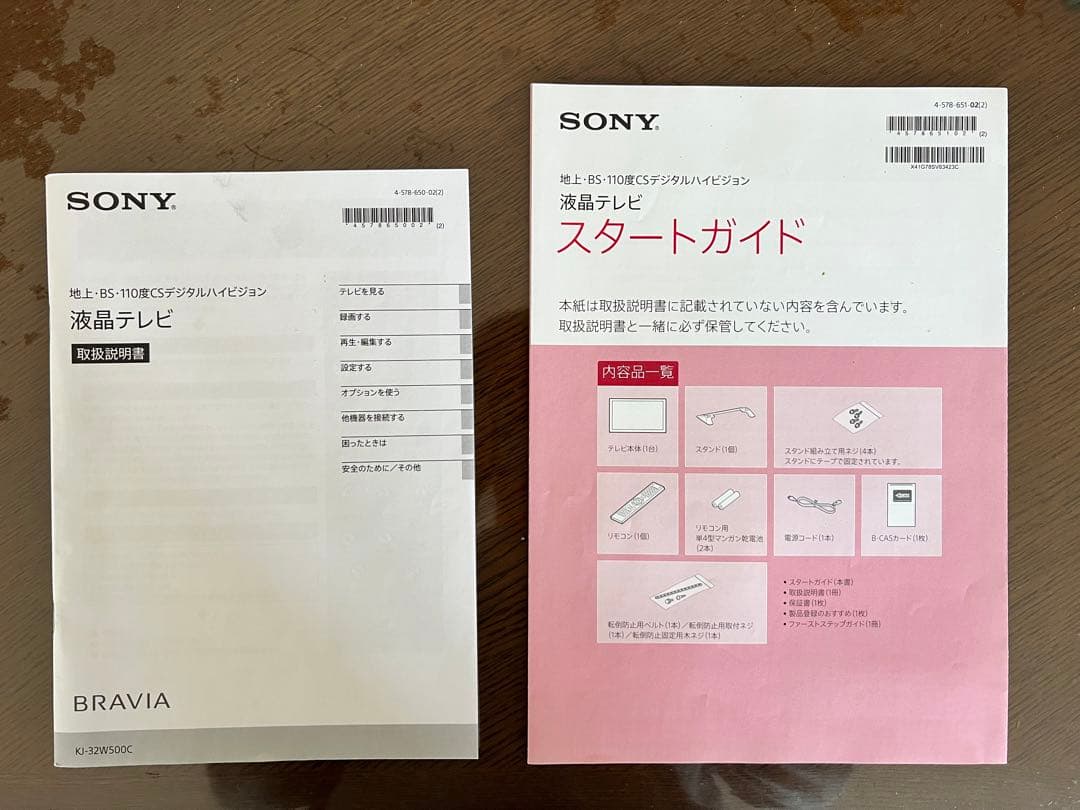 SONY
4-578-650-02(2)
*457865002* (2)
地上・BS・110度CSデジタルハイビジョン
液晶テレビ
取扱説明書
テレビを見る
録画する
再生・編集する
設定する
オプションを使う
他機器を接続する
困ったときは
安全のために／その他
BRAVIA
KJ-32W500C
SONY
4-578-651-02(2)
*457865102* (2)
X41G78SV63423C
地上・BS・110度CSデジタルハイビジョン
液晶テレビ
スタートガイド
本紙は取扱説明書に記載されていない内容を含んでいます。
取扱説明書と一緒に必ず保管してください。
内容品一覧
テレビ本体(1台)
スタンド(1個)
スタンド組み立て用ネジ(4本)
スタンドにテープで固定されています。
リモコン(1個)
リモコン用
単4型マンガン乾電池
(2本)
電源コード(1本)
B-CASカード(1枚)
転倒防止用ベルト(1本)／転倒防止用取付ネジ
(1本)／転倒防止固定用木ネジ(1本)
• スタートガイド(本書)
• 取扱説明書(1冊)
• 保証書(1枚)
• 製品登録のおすすめ(1枚)
• ファーストステップガイド(1冊)